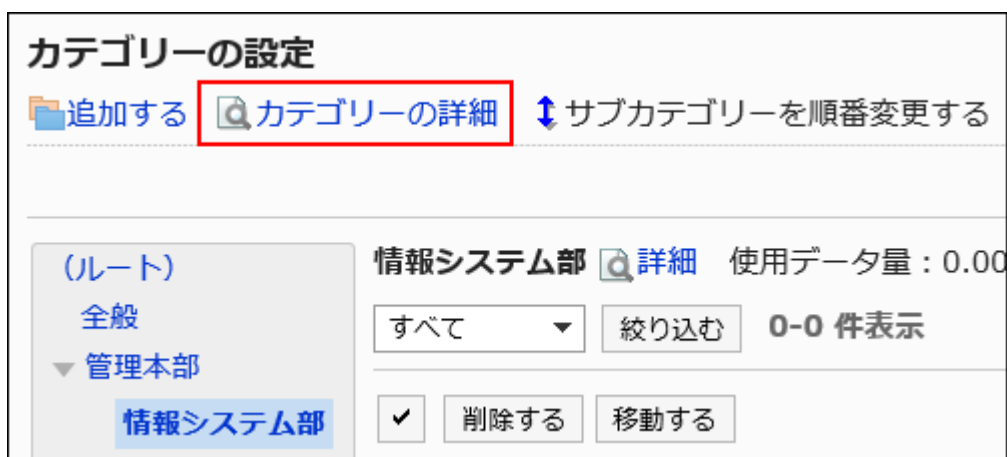 カテゴリーの設定
追加する カテゴリーの詳細 サブカテゴリーを順番変更する
(ルート)
全般
管理本部
情報システム部
情報システム部 詳細 使用データ量：0.00
すべて 絞り込む 0-0 件表示
削除する 移動する